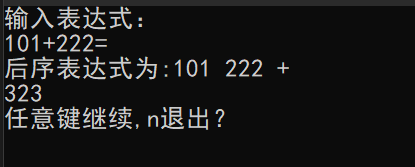 输入表达式：
101+222=
后序表达式为:101 222 +
323
任意键继续,n退出？